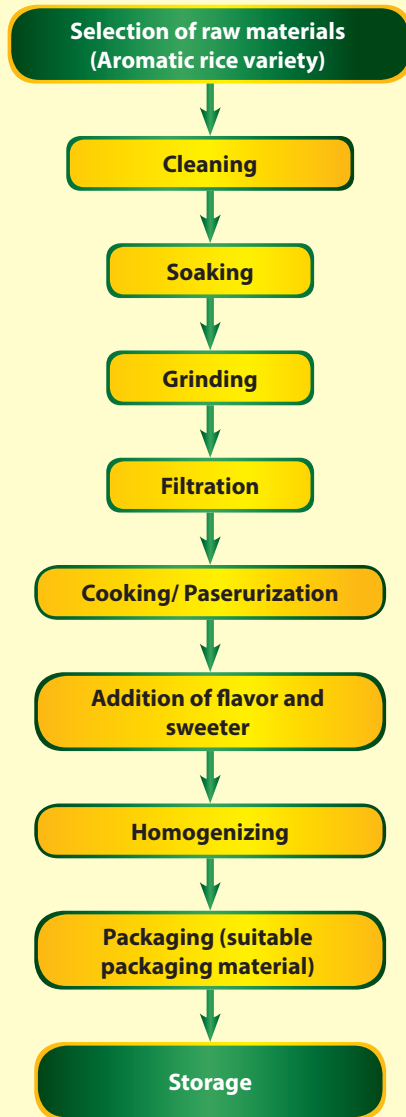 Selection of raw materials
(Aromatic rice variety)
Cleaning
Soaking
Grinding
Filtration
Cooking/ Paserurization
Addition of flavor and
sweeter
Homogenizing
Packaging (suitable
packaging material)
Storage